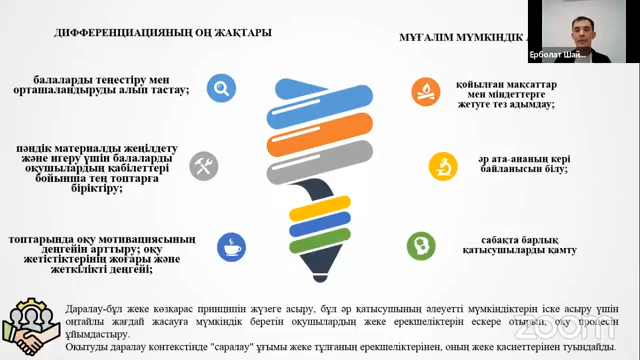 ДИФФЕРЕНЦИАЦИЯНЫҢ ОҢ ЖАҚТАРЫ
МҰҒАЛІМ МҮМКІНДІК
Ерболат Шай...
балаларды теңестіру мен
орташаландыруды алып тастау;
қойылған мақсаттар
мен міндеттерге
жетуге тез адымдау;
пәндік материалды жеңілдету
және игеру үшін балаларды
оқушылардың қабілеттері
бойынша тең топтарға
біріктіру;
әр ата-ананың кері
байланысын білу;
топтарында оқу мотивациясының
деңгейін арттыру; оқу
жетістіктерінің жоғары және
жеткілікті деңгейі;
сабақта барлық
қатысушыларды қамту
Даралау-бұл жеке көзқарас принципін жүзеге асыру, бұл әр қатысушының әлеуетті мүмкіндіктерін іске асыру үшін
оңтайлы жағдай жасауға мүмкіндік беретін оқушылардың жеке ерекшеліктерін ескере отырып, оқу процесін
ұйымдастыру.
Оқытуды даралау контекстінде "саралау" ұғымы жеке тұлғаның ерекшеліктерінен, оның жеке қасиеттерінен туындайды.
zoom